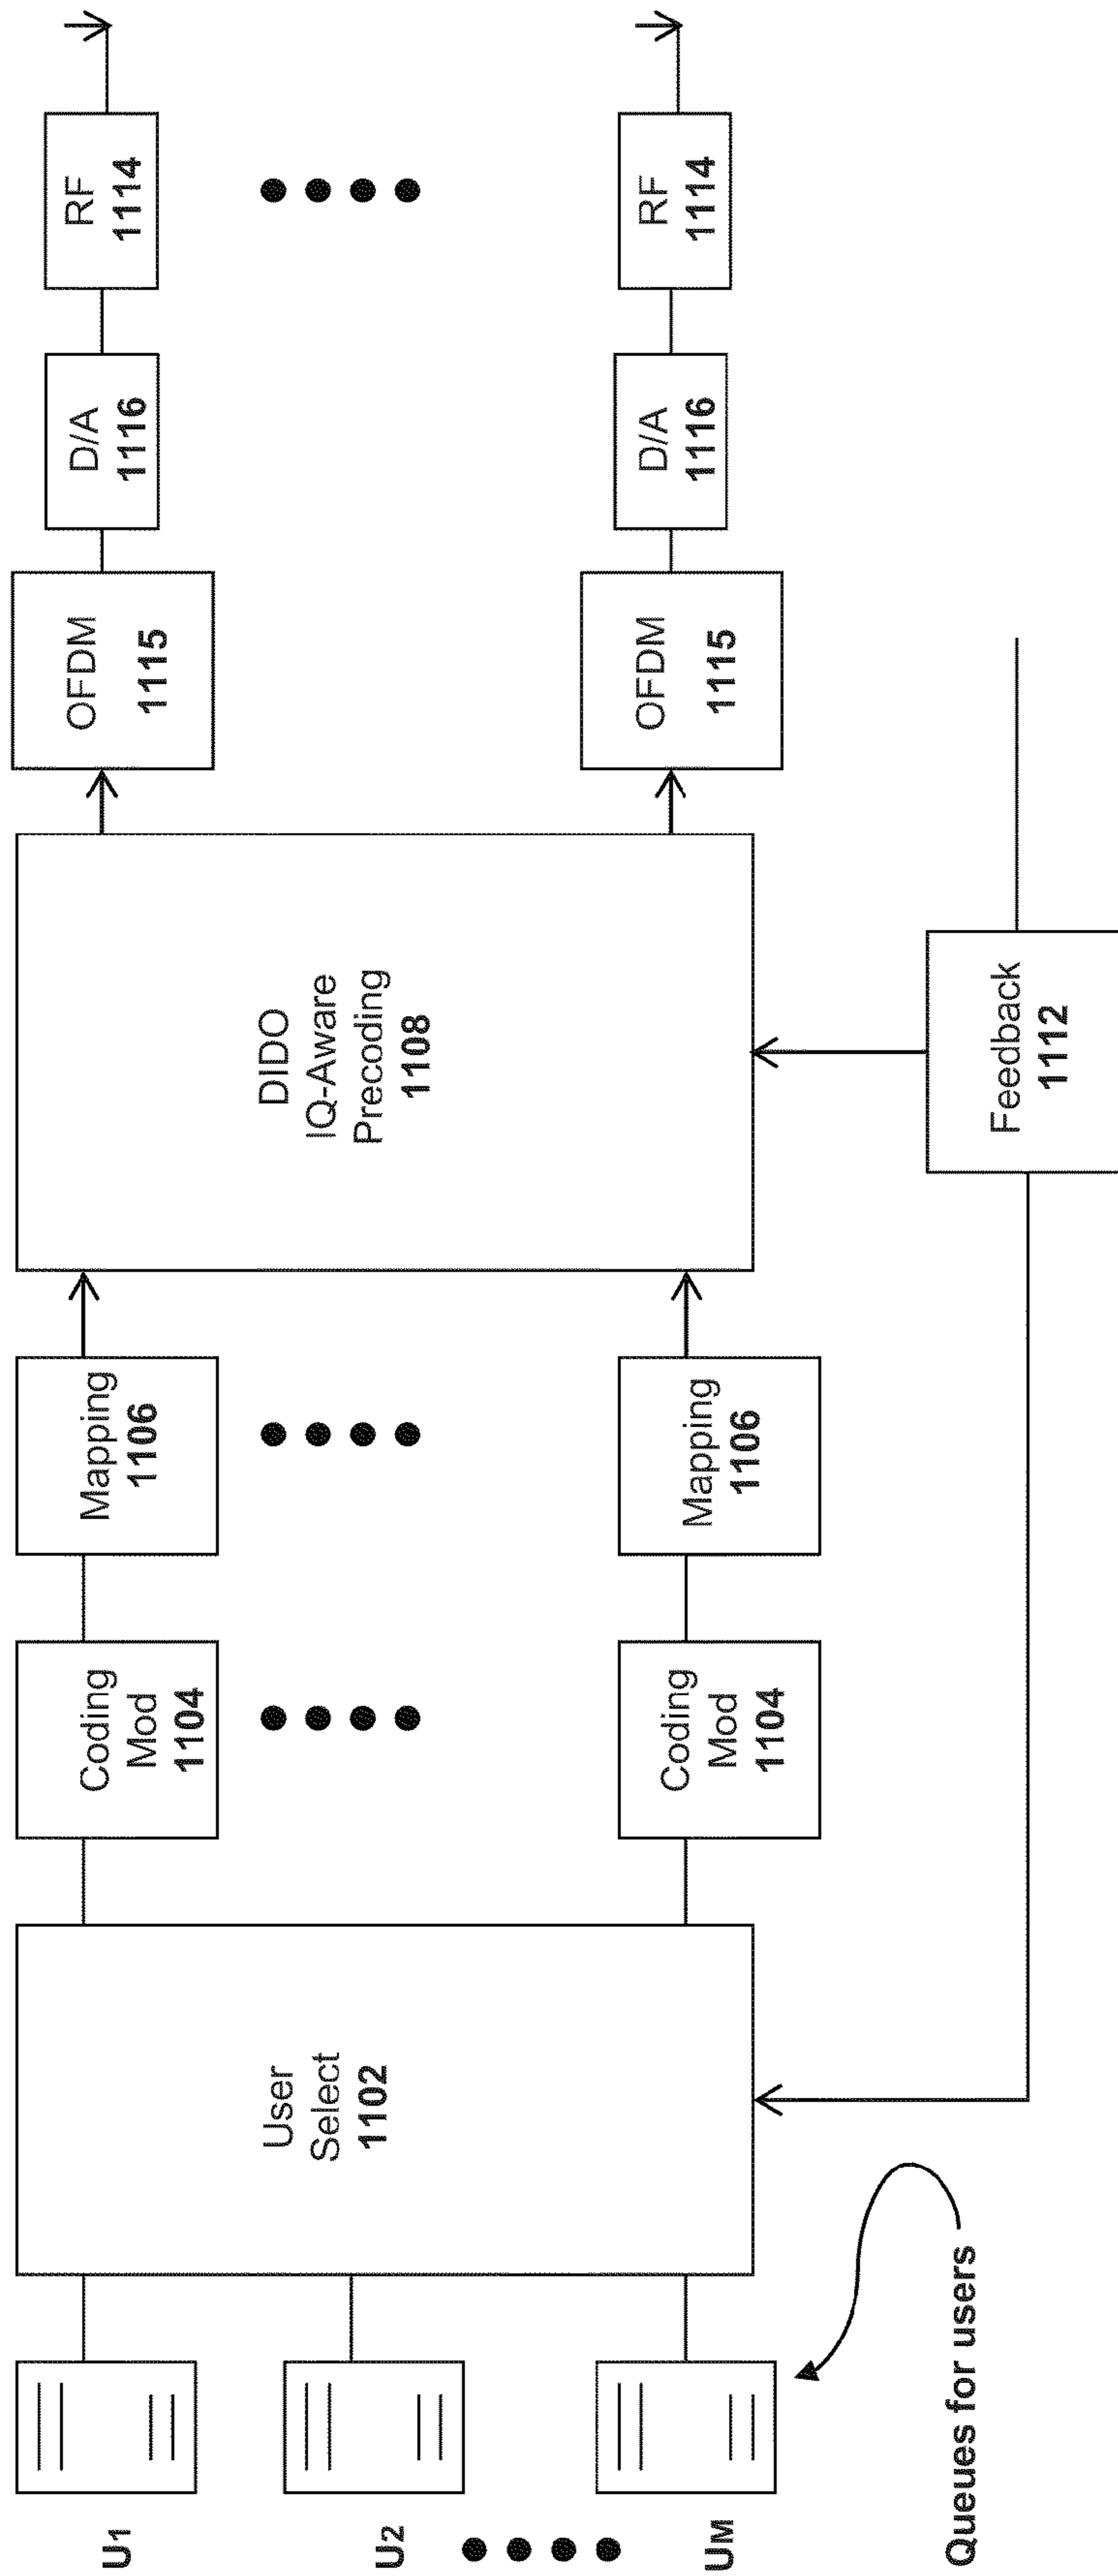 U1
U2
UM
Queues for users
User
Select
1102
Coding
Mod
1104
Coding
Mod
1104
Mapping
1106
Mapping
1106
DIDO
IQ-Aware
Precoding
1108
Feedback
1112
OFDM
1115
OFDM
1115
D/A
1116
D/A
1116
RF
1114
RF
1114